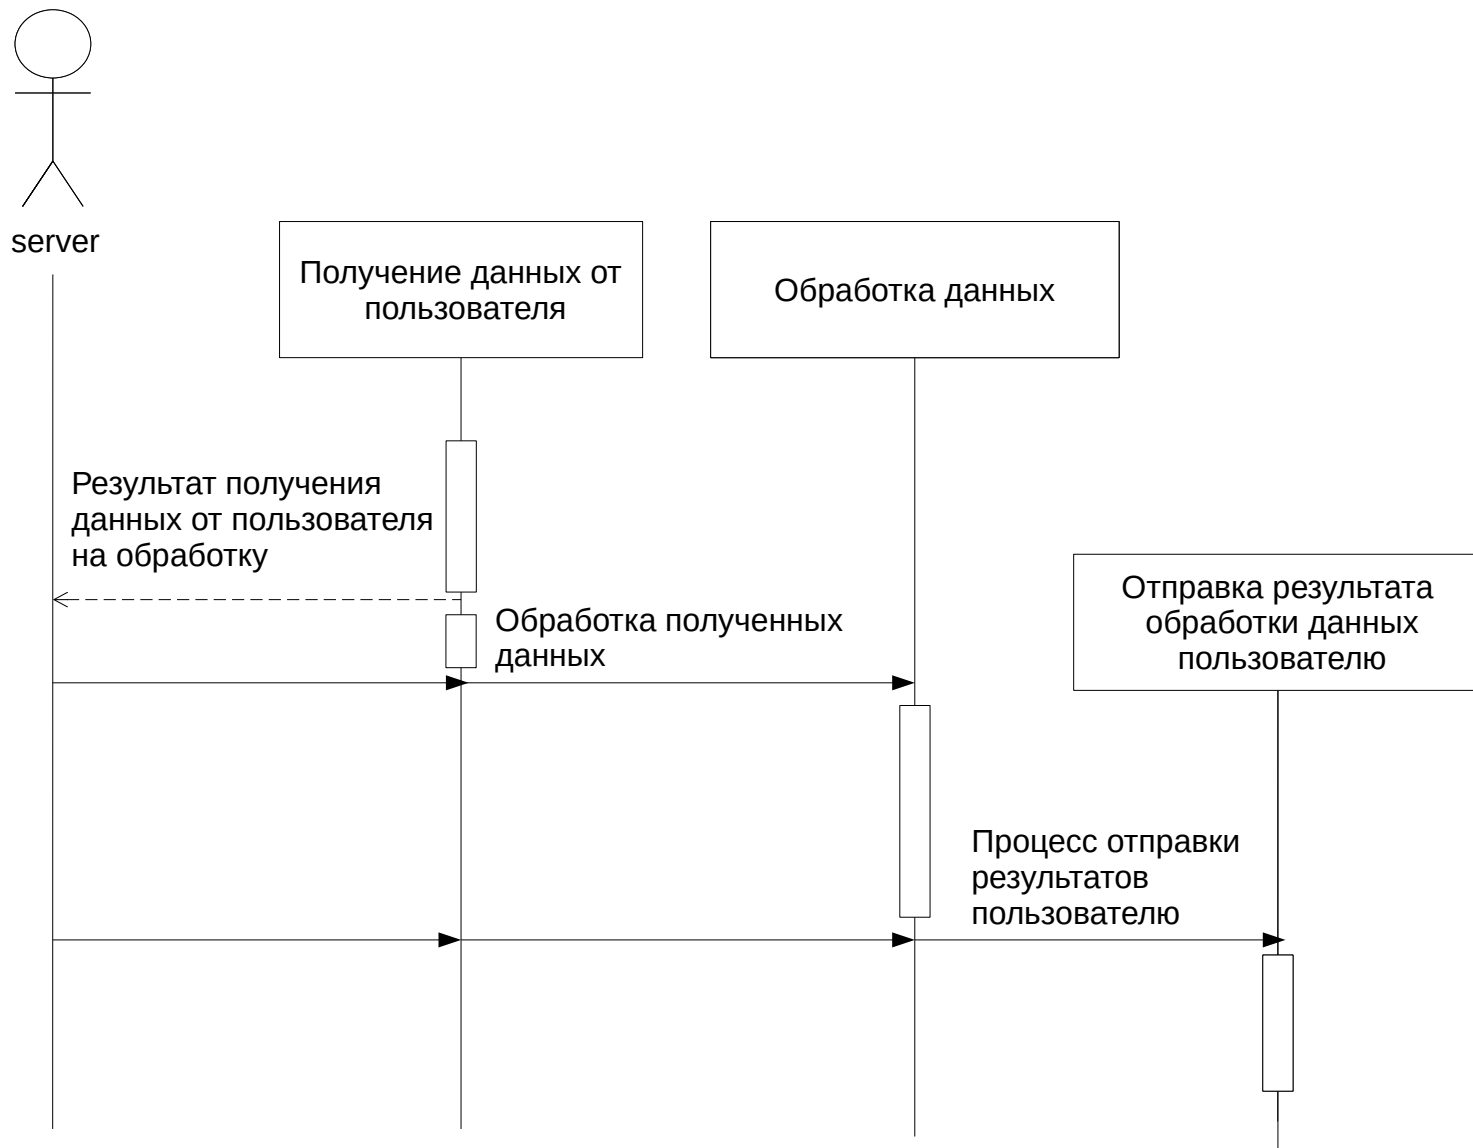 server
Получение данных от
пользователя
Обработка данных
Результат получения
данных от пользователя
на обработку
Отправка результата
обработки данных
пользователю
Обработка полученных
данных
Процесс отправки
результатов
пользователю